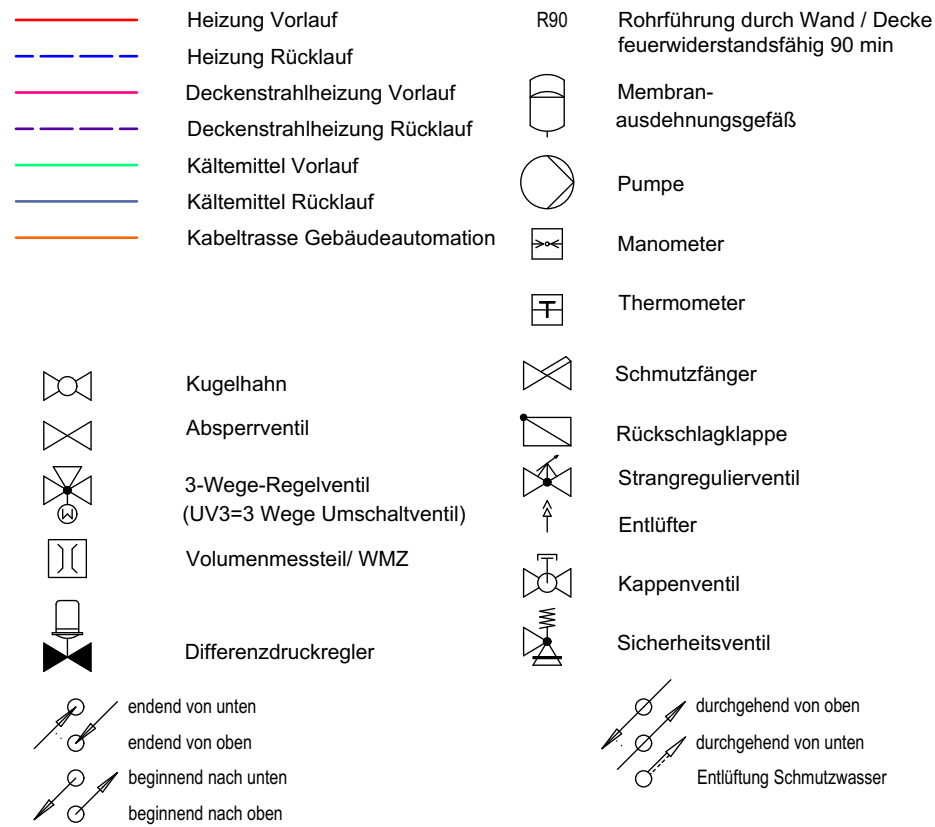 Heizung Vorlauf
Heizung Rücklauf
Deckenstrahlheizung Vorlauf
Deckenstrahlheizung Rücklauf
Kältemittel Vorlauf
Kältemittel Rücklauf
Kabeltrasse Gebäudeautomation
Kugelhahn
Absperrventil
M
3-Wege-Regelventil
(UV3=3 Wege Umschaltventil)
Volumenmessteil/ WMZ
Differenzdruckregler
endend von unten
endend von oben
beginnend nach unten
beginnend nach oben
R90 Rohrführung durch Wand / Decke
feuerwiderstandsfähig 90 min
Membran-
ausdehnungsgefäß
Pumpe
Manometer
T Thermometer
Schmutzfänger
Rückschlagklappe
Strangregulierventil
Entlüfter
Kappenventil
Sicherheitsventil
durchgehend von oben
durchgehend von unten
Entlüftung Schmutzwasser